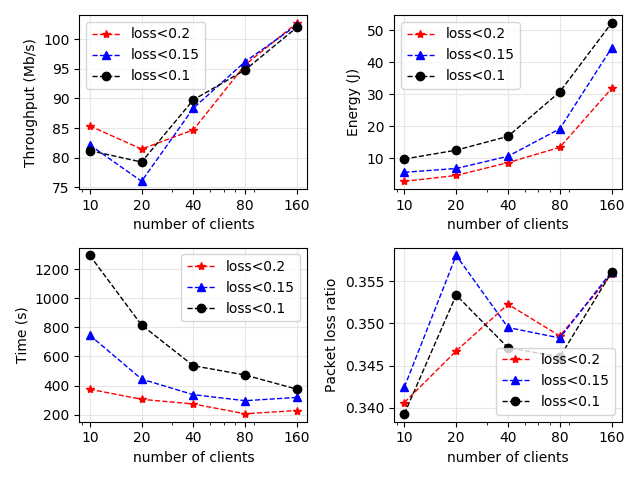 Throughput (Mb/s)
100
95
90
85
80
75
loss<0.2
loss<0.15
loss<0.1
10 20 40 80 160
number of clients
Energy (J)
50
40
30
20
10
loss<0.2
loss<0.15
loss<0.1
10 20 40 80 160
number of clients
Time (s)
1200
1000
800
600
400
200
loss<0.2
loss<0.15
loss<0.1
10 20 40 80 160
number of clients
Packet loss ratio
0.355
0.350
0.345
0.340
loss<0.2
loss<0.15
loss<0.1
10 20 40 80 160
number of clients